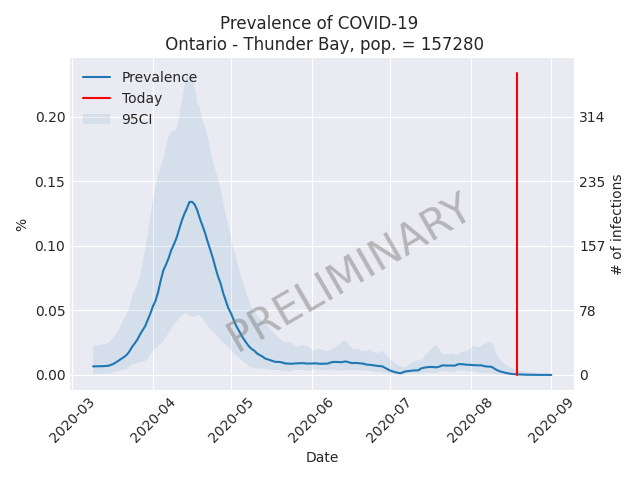 Prevalence of COVID-19
Ontario - Thunder Bay, pop. = 157280
Prevalence
Today
95CI
0.20
0.15
0.10
0.05
0.00
%
314
235
157
78
0
# of infections
PRELIMINARY
2020-03
2020-04
2020-05
2020-06
2020-07
2020-08
2020-09
Date